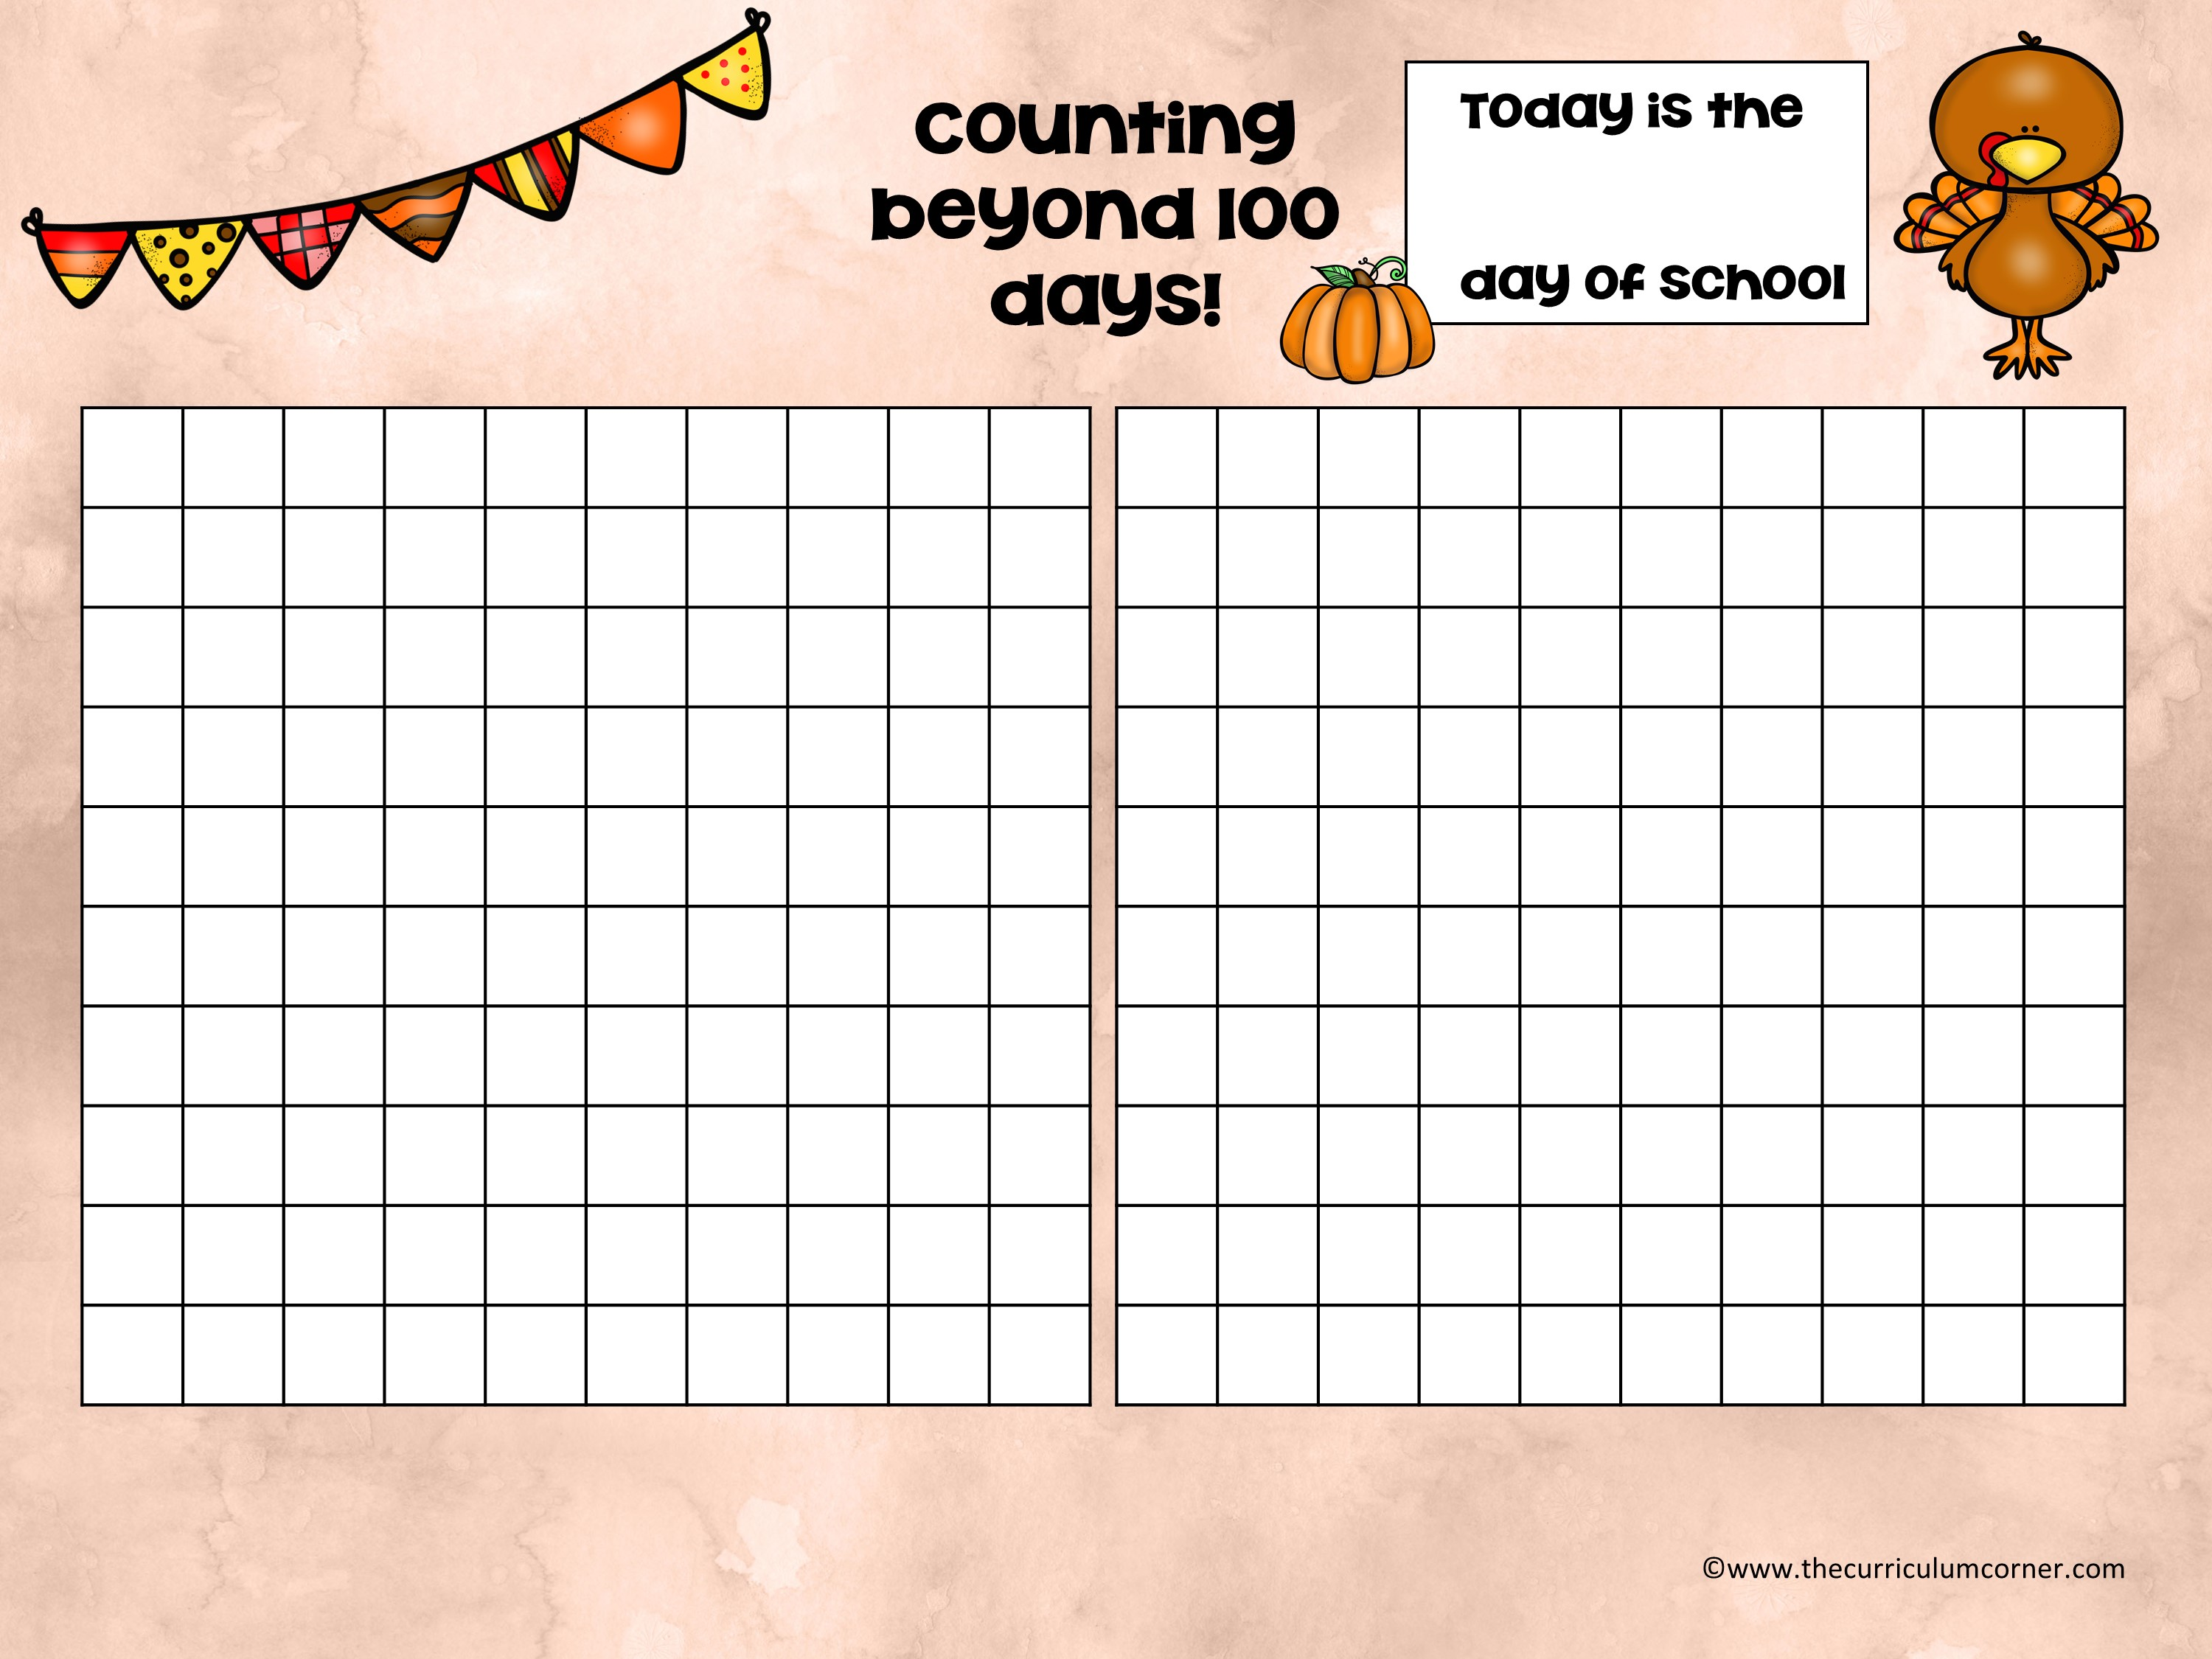 counting
beyond 100
days!
Today is the
day of school
©www.thecurriculumcorner.com